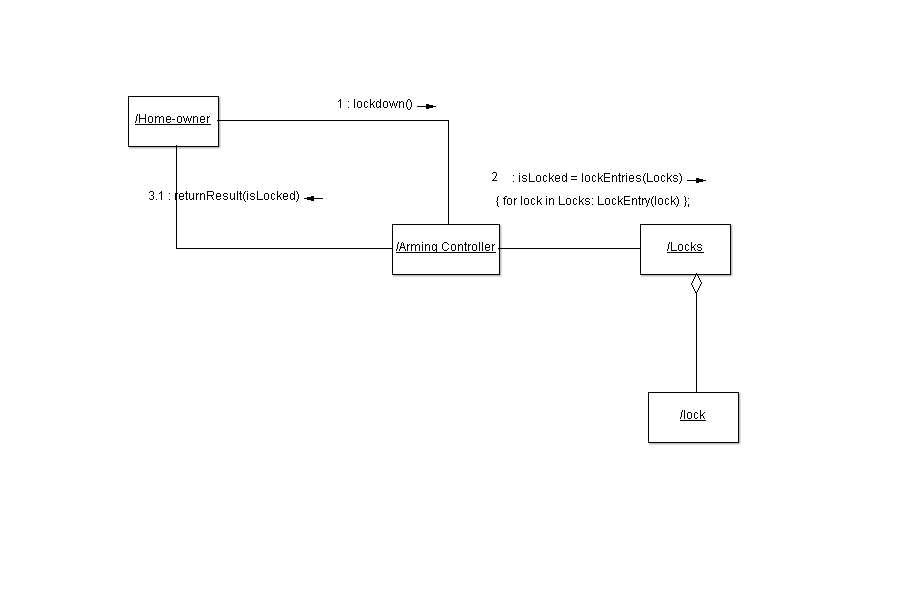 1 : lockdown()
/Home-owner
2 : isLocked = lockEntries(Locks)
3.1 : returnResult(isLocked)
{ for lock in Locks: LockEntry(lock) };
/Arming Controller
/Locks
/lock